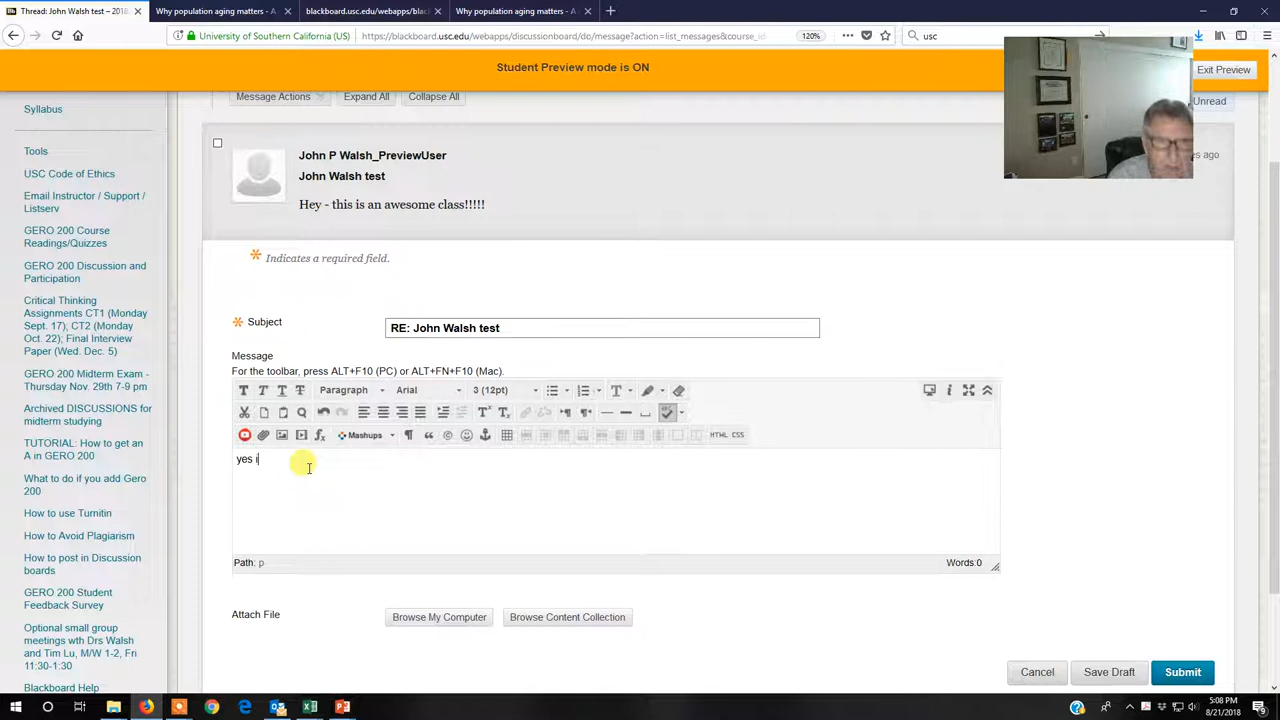 Thread: John Walsh test – 2018
Why population aging matters -
blackboard.usc.edu/webapps/blac
Why population aging matters -
University of Southern California (US)
https://blackboard.usc.edu/webapps/discussionboard/do/message?action=list_messages&course_id
120%
usc
Student Preview mode is ON
Exit Preview
Message Actions
Expand All
Collapse All
Unread
Syllabus
Tools
USC Code of Ethics
Email Instructor / Support /
Listserv
GERO 200 Course
Readings/Quizzes
GERO 200 Discussion and
Participation
Critical Thinking
Assignments CT1 (Monday
Sept. 17); CT2 (Monday
Oct. 22); Final Interview
Paper (Wed. Dec. 5)
GERO 200 Midterm Exam -
Thursday Nov. 29th 7-9 pm
Archived DISCUSSIONS for
midterm studying
TUTORIAL: How to get an
A in GERO 200
What to do if you add Gero
200
How to use Turnitin
How to Avoid Plagiarism
How to post in Discussion
boards
GERO 200 Student
Feedback Survey
Optional small group
meetings wth Drs Walsh
and Tim Lu, M/W 1-2, Fri
11:30-1:30
Blackboard Help
John P Walsh_PreviewUser
ago
John Walsh test
Hey - this is an awesome class!!!!!
Indicates a required field.
Subject
RE: John Walsh test
Message
For the toolbar, press ALT+F10 (PC) or ALT+FN+F10 (Mac).
Paragraph
Arial
3 (12pt)
Mashups
HTML CSS
yes i
Path: p
Words:0
Attach File
Browse My Computer
Browse Content Collection
Cancel
Save Draft
Submit
5:08 PM
8/21/2018